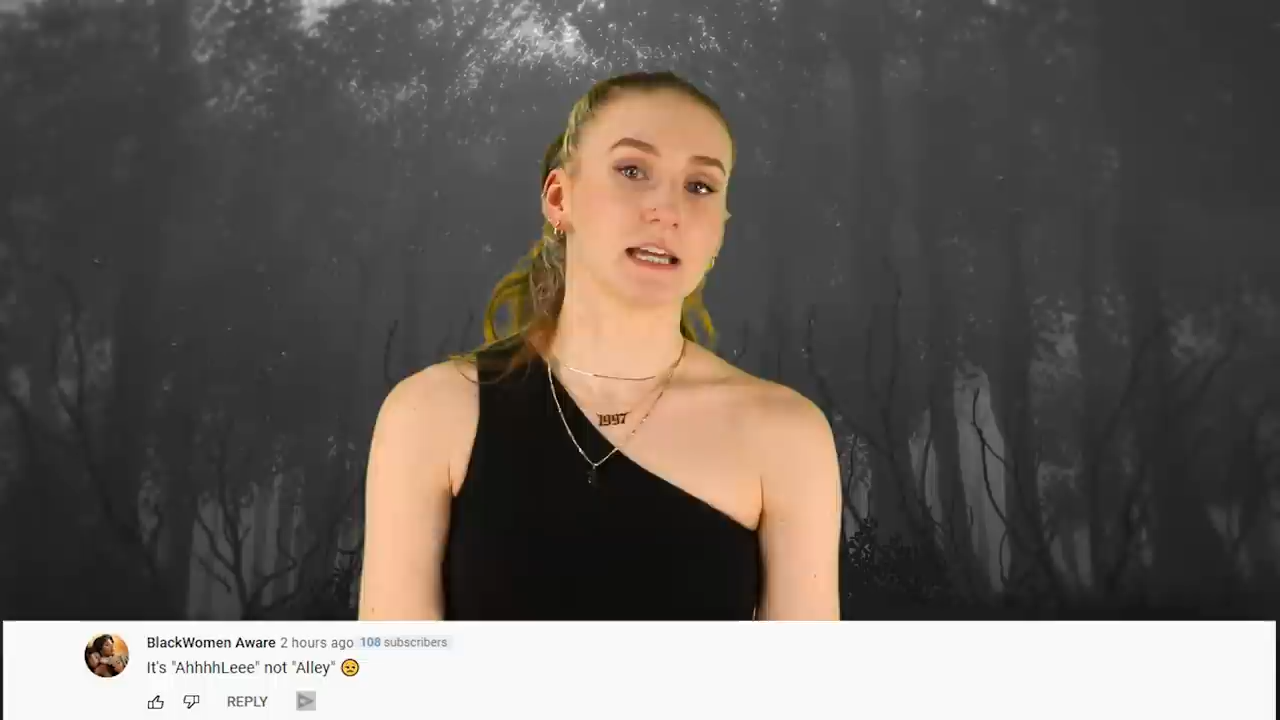 1997
BlackWomen Aware 2 hours ago 108 subscribers
It's "AhhhhLeee" not "Alley" 😣
REPLY